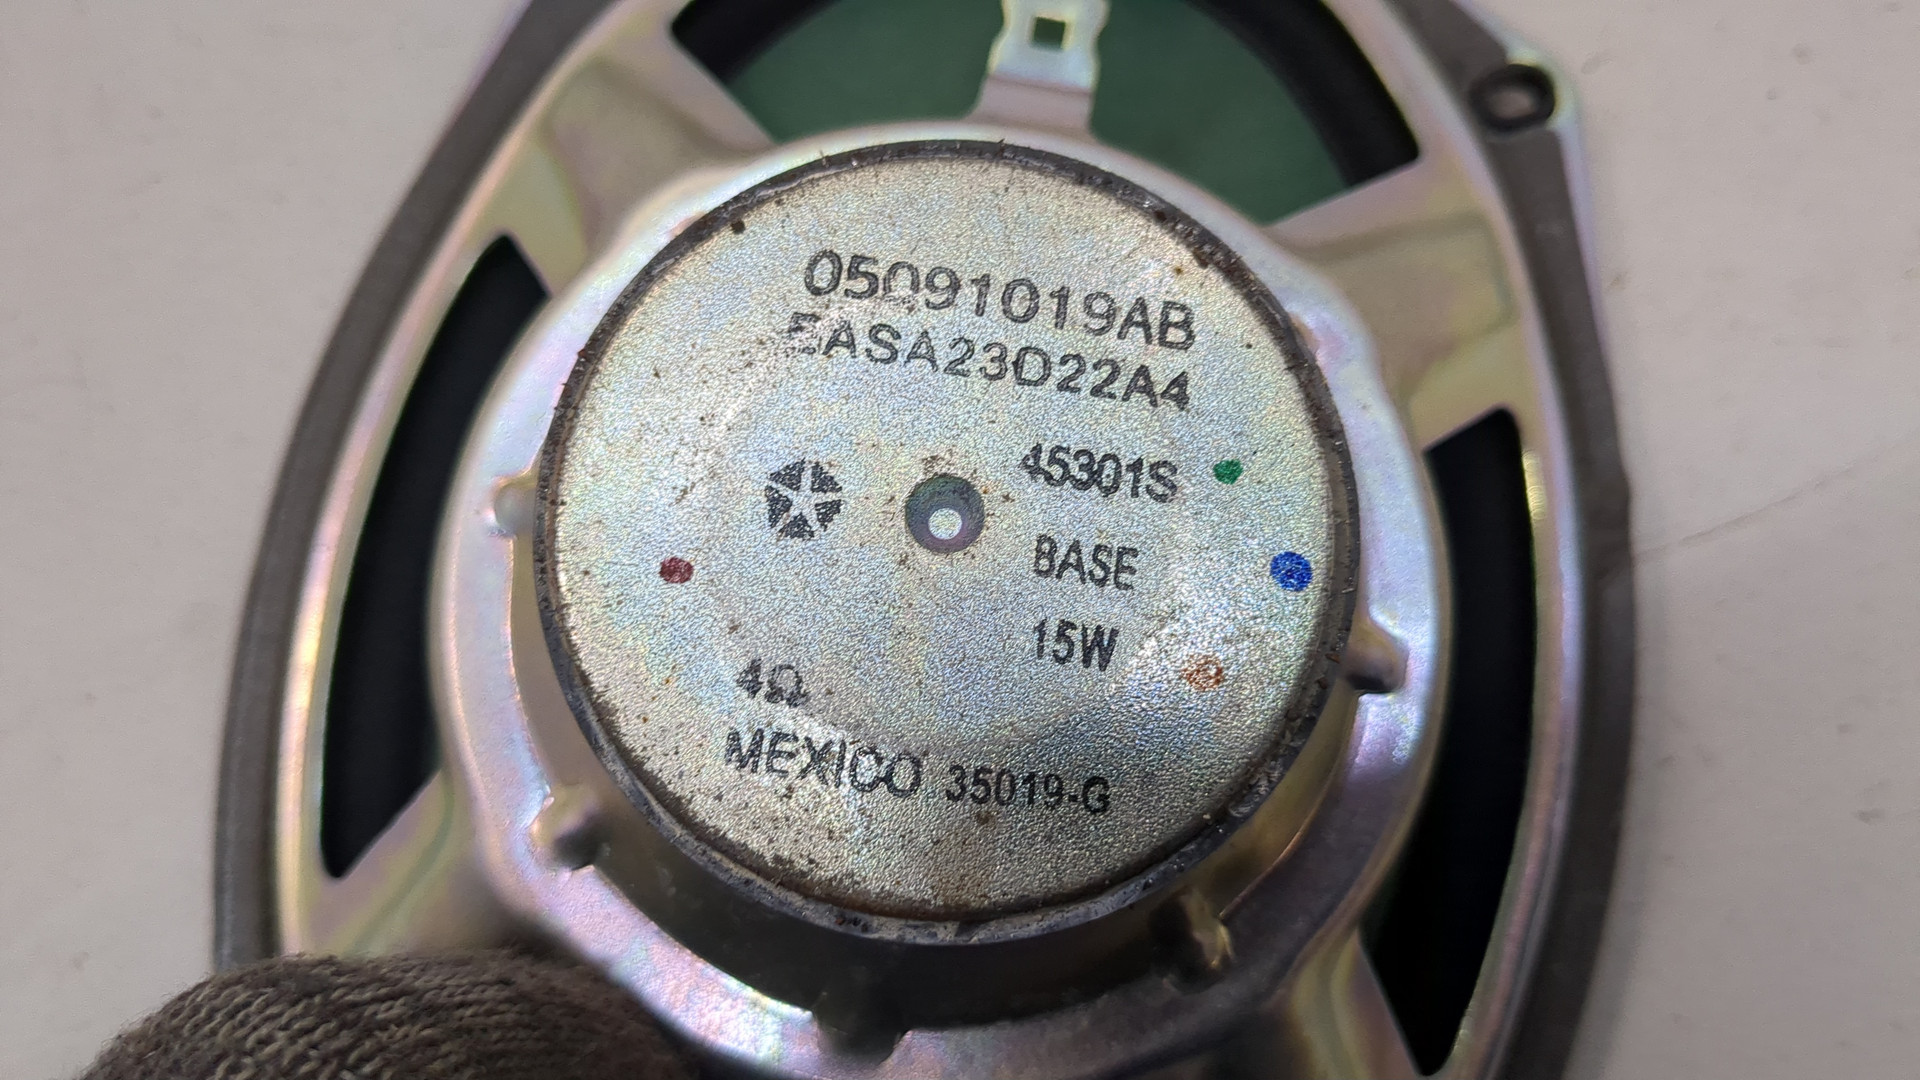 05091019AB
EASA23D22A4
45301S
BASE
15W
4Ω
MEXICO 35019-G